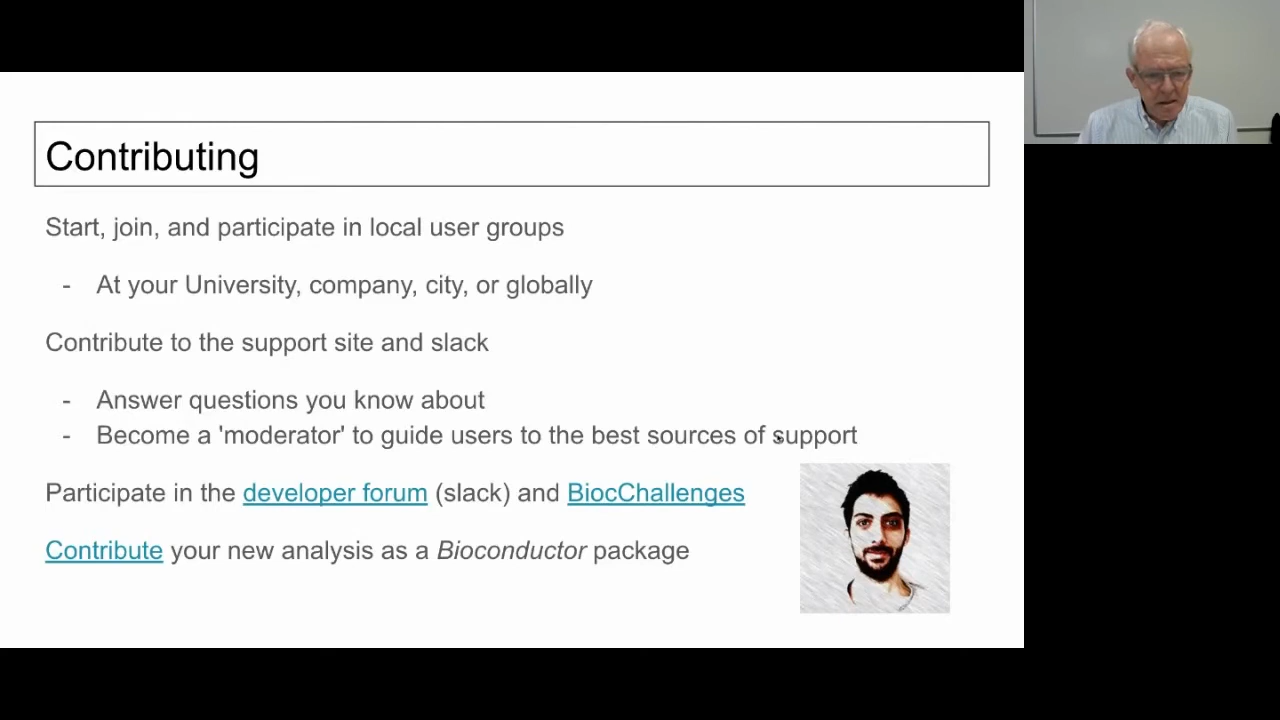 Contributing
Start, join, and participate in local user groups
- At your University, company, city, or globally
Contribute to the support site and slack
- Answer questions you know about
- Become a 'moderator' to guide users to the best sources of support
Participate in the developer forum (slack) and BiocChallenges
Contribute your new analysis as a Bioconductor package